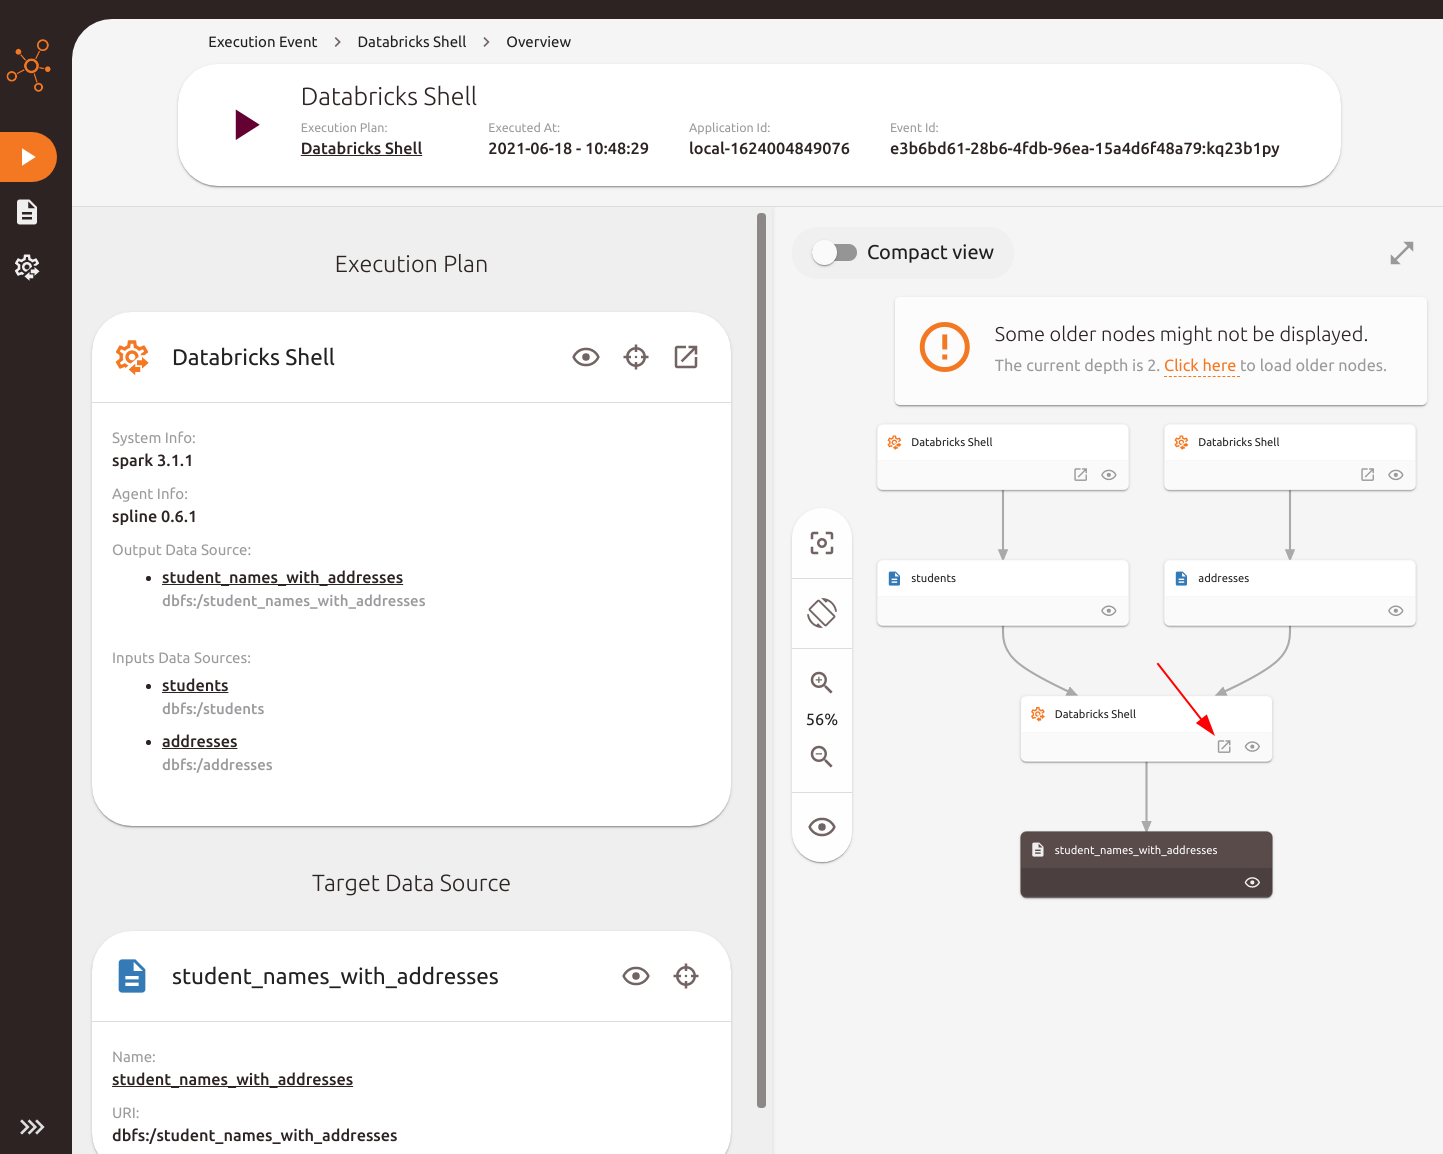 Execution Event > Databricks Shell > Overview
Databricks Shell
Execution Plan: Executed At: Application Id: Event Id:
Databricks Shell 2021-06-18 - 10:48:29 local-1624004849076 e3b6bd61-28b6-4fdb-96ea-15a4d6f48a79:kq23b1py
Execution Plan
Databricks Shell
System Info:
spark 3.1.1
Agent Info:
spline 0.6.1
Output Data Source:
• student_names_with_addresses
dbfs:/student_names_with_addresses
Inputs Data Sources:
• students
dbfs:/students
• addresses
dbfs:/addresses
Target Data Source
student_names_with_addresses
Name:
student_names_with_addresses
URI:
dbfs:/student_names_with_addresses
Compact view
Some older nodes might not be displayed.
The current depth is 2. Click here to load older nodes.
Databricks Shell Databricks Shell
students addresses
Databricks Shell
student_names_with_addresses
56%